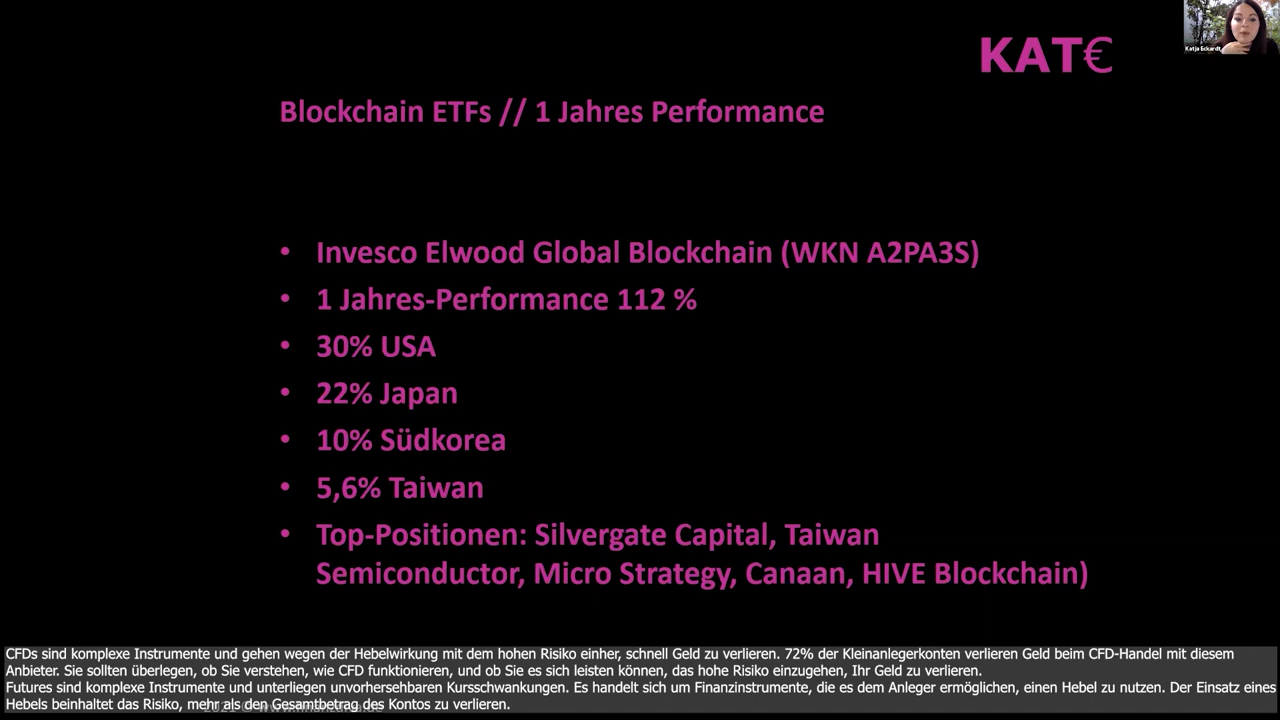 KAT€
Katja Eckardt
Blockchain ETFs // 1 Jahres Performance
• Invesco Elwood Global Blockchain (WKN A2PA3S)
• 1 Jahres-Performance 112 %
• 30% USA
• 22% Japan
• 10% Südkorea
• 5,6% Taiwan
• Top-Positionen: Silvergate Capital, Taiwan
Semiconductor, Micro Strategy, Canaan, HIVE Blockchain)
CFDs sind komplexe Instrumente und gehen wegen der Hebelwirkung mit dem hohen Risiko einher, schnell Geld zu verlieren. 72% der Kleinanlegerkonten verlieren Geld beim CFD-Handel mit diesem
Anbieter. Sie sollten überlegen, ob Sie verstehen, wie CFD funktionieren, und ob Sie es sich leisten können, das hohe Risiko einzugehen, Ihr Geld zu verlieren.
Futures sind komplexe Instrumente und unterliegen unvorhersehbaren Kursschwankungen. Es handelt sich um Finanzinstrumente, die es dem Anleger ermöglichen, einen Hebel zu nutzen. Der Einsatz eines
Hebels beinhaltet das Risiko, mehr als den Gesamtbetrag des Kontos zu verlieren.